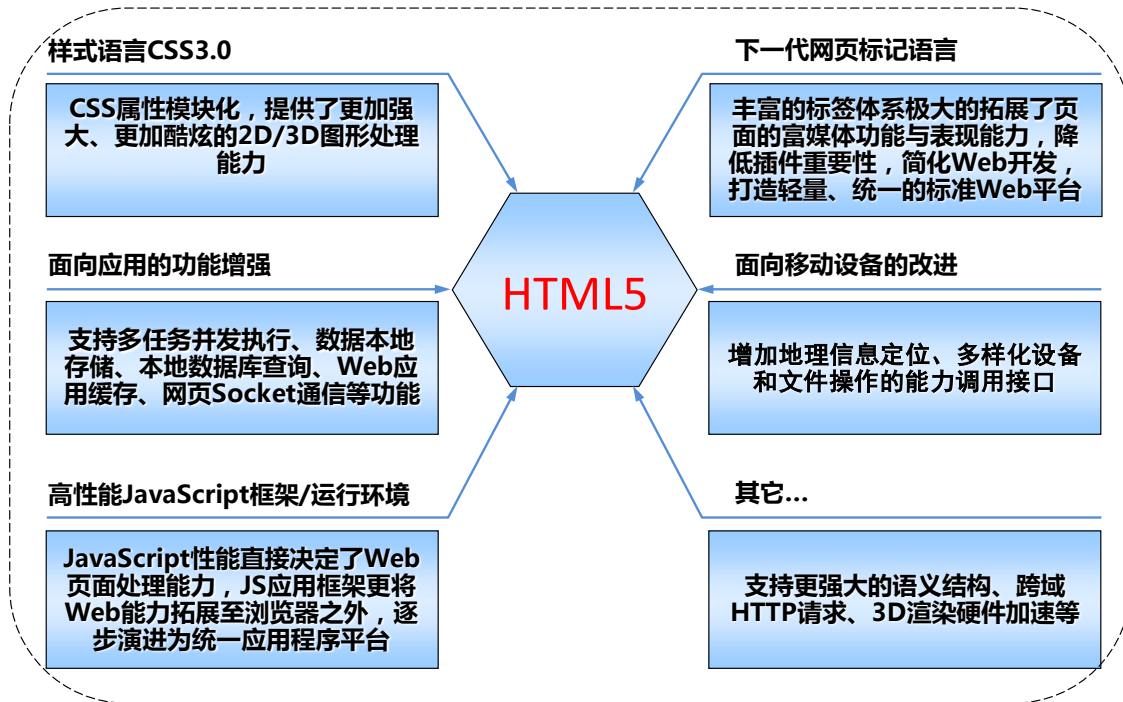 样式语言CSS3.0
CSS属性模块化，提供了更加强
大、更加酷炫的2D/3D图形处理
能力
面向应用的功能增强
支持多任务并发执行、数据本地
存储、本地数据库查询、Web应
用缓存、网页Socket通信等功能
高性能JavaScript框架/运行环境
JavaScript性能直接决定了Web
页面处理能力，JS应用框架更将
Web能力拓展至浏览器之外，逐
步演进为统一应用程序平台
HTML5
下一代网页标记语言
丰富的标签体系极大的拓展了页
面的富媒体功能与表现能力，降
低插件重要性，简化Web开发，
打造轻量、统一的标准Web平台
面向移动设备的改进
增加地理信息定位、多样化设备
和文件操作的能力调用接口
其它...
支持更强大的语义结构、跨域
HTTP请求、3D渲染硬件加速等